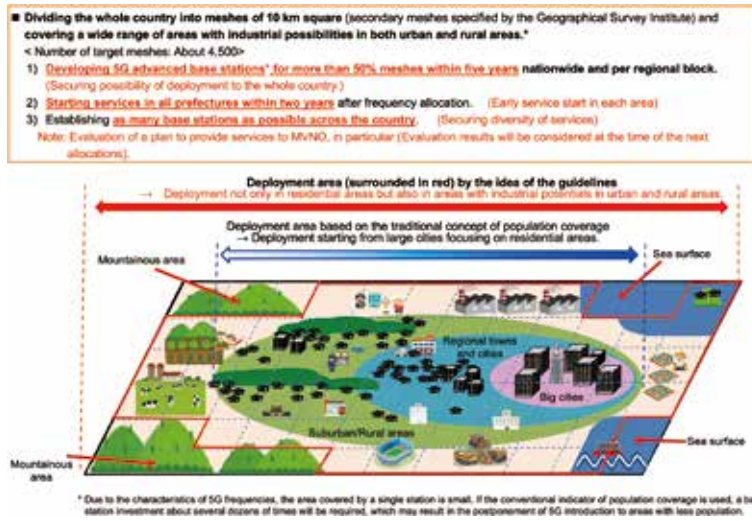 ■ Dividing the whole country into meshes of 10 km square (secondary meshes specified by the Geographical Survey Institute) and
covering a wide range of areas with industrial possibilities in both urban and rural areas.*
< Number of target meshes: About 4,500>
1) Developing 5G advanced base stations* for more than 50% meshes within five years nationwide and per regional block.
(Securing possibility of deployment to the whole country.)
2) Starting services in all prefectures within two years after frequency allocation. (Early service start in each area)
3) Establishing as many base stations as possible across the country. (Securing diversity of services)
Note: Evaluation of a plan to provide services to MVNO, in particular (Evaluation results will be considered at the time of the next
allocations).
Deployment area (surrounded in red) by the idea of the guidelines
→ Deployment not only in residential areas but also in areas with industrial potentials in urban and rural areas.
Deployment area based on the traditional concept of population coverage
→ Deployment starting from large cities focusing on residential areas.
Mountainous area
Sea surface
Regional towns
and cities
Big cities
Suburban/Rural areas
Mountainous
area
Sea surface
* Due to the characteristics of 5G frequencies, the area covered by a single station is small. If the conventional indicator of population coverage is used, a be
station investment about several dozens of times will be required, which may result in the postponement of 5G introduction to areas with less population.